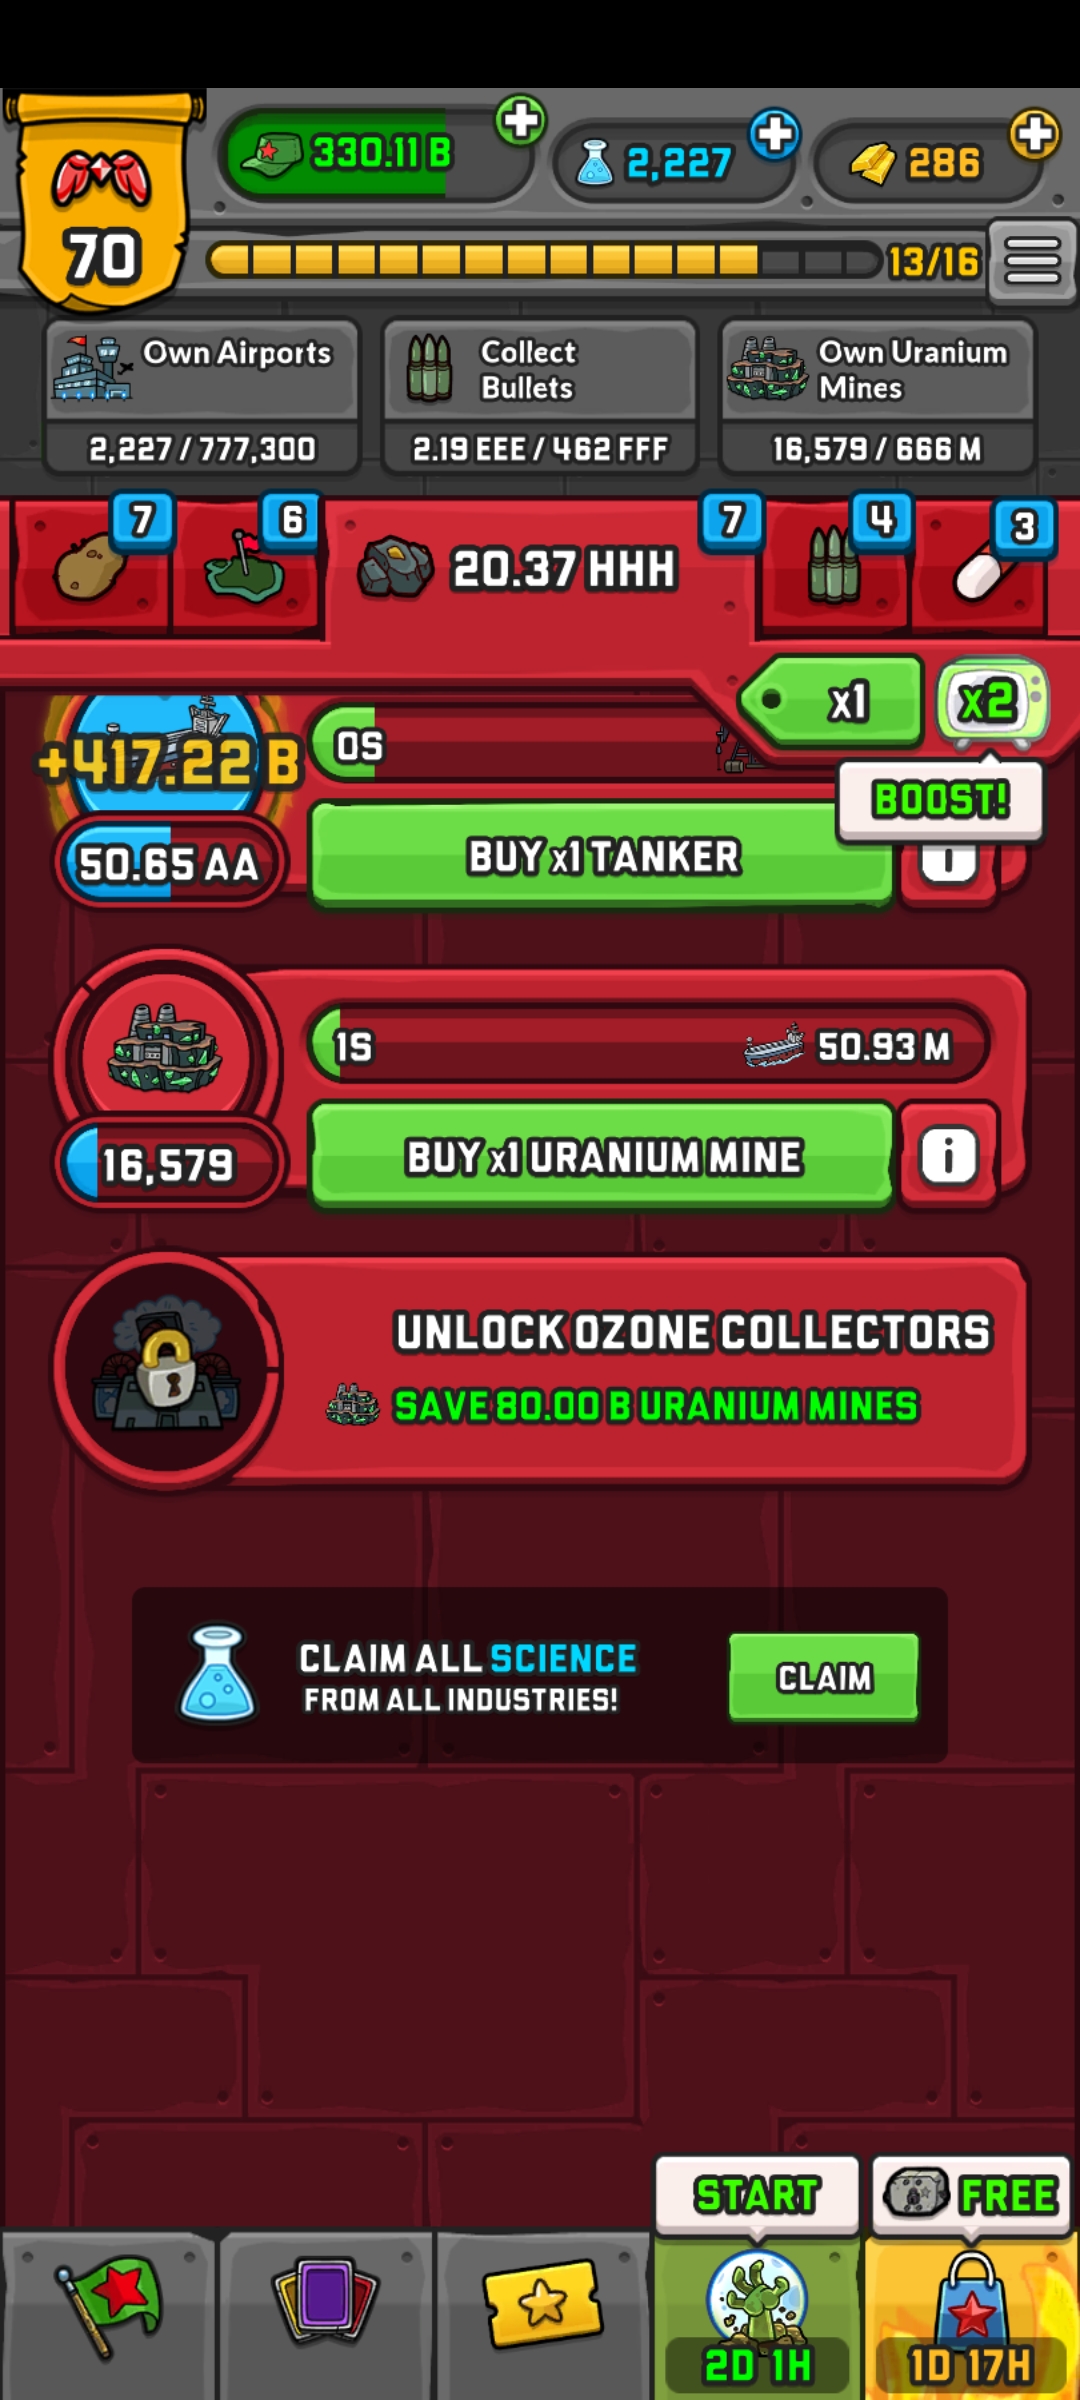 330.11 B
2,227
286
70
13/16
Own Airports
2,227 / 777,300
Collect
Bullets
2.19 EEE / 462 FFF
Own Uranium
Mines
16,579 / 666 M
7
6
20.37 HHH
7
4
3
x1
x2
BOOST!
+417.22 B
0S
50.65 AA
BUY x1 TANKER
i
1S
50.93 M
16,579
BUY x1 URANIUM MINE
i
UNLOCK OZONE COLLECTORS
SAVE 80.00 B URANIUM MINES
CLAIM ALL SCIENCE
FROM ALL INDUSTRIES!
CLAIM
START
FREE
2D 1H
1D 17H